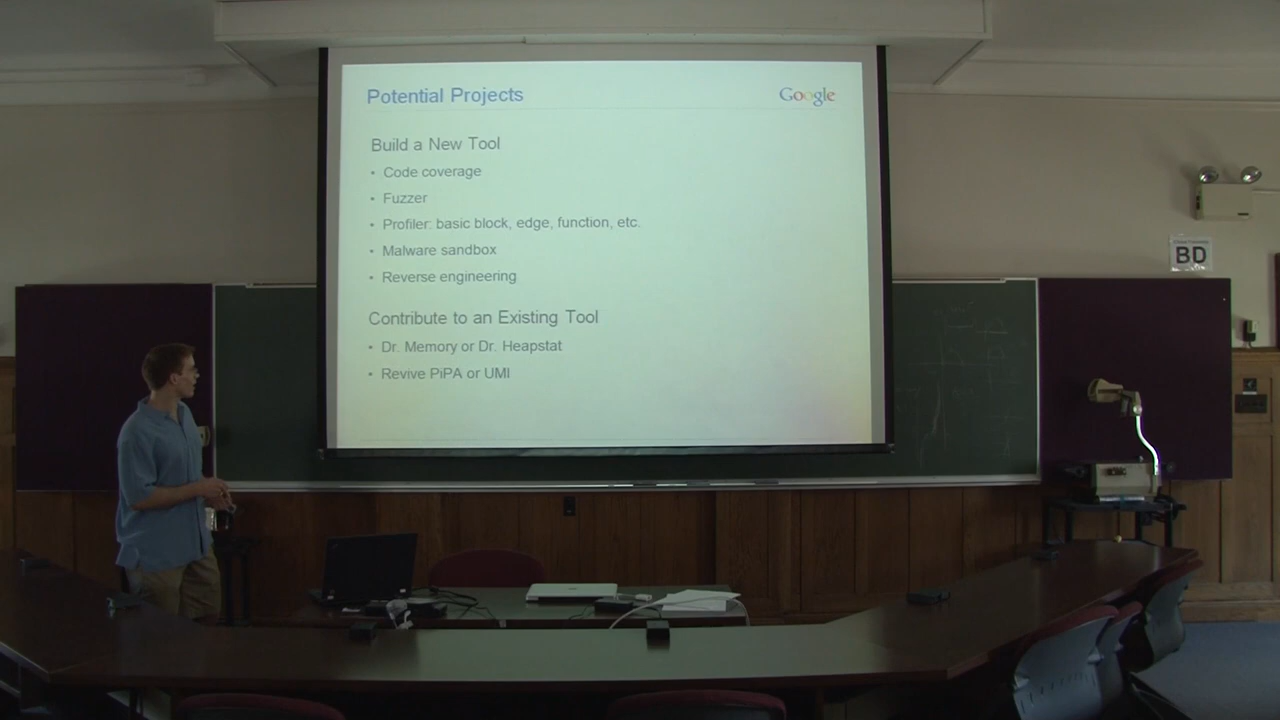 Potential Projects
Google
Build a New Tool
• Code coverage
• Fuzzer
• Profiler: basic block, edge, function, etc.
• Malware sandbox
• Reverse engineering
Contribute to an Existing Tool
• Dr. Memory or Dr. Heapstat
• Revive PiPA or UMI
BD